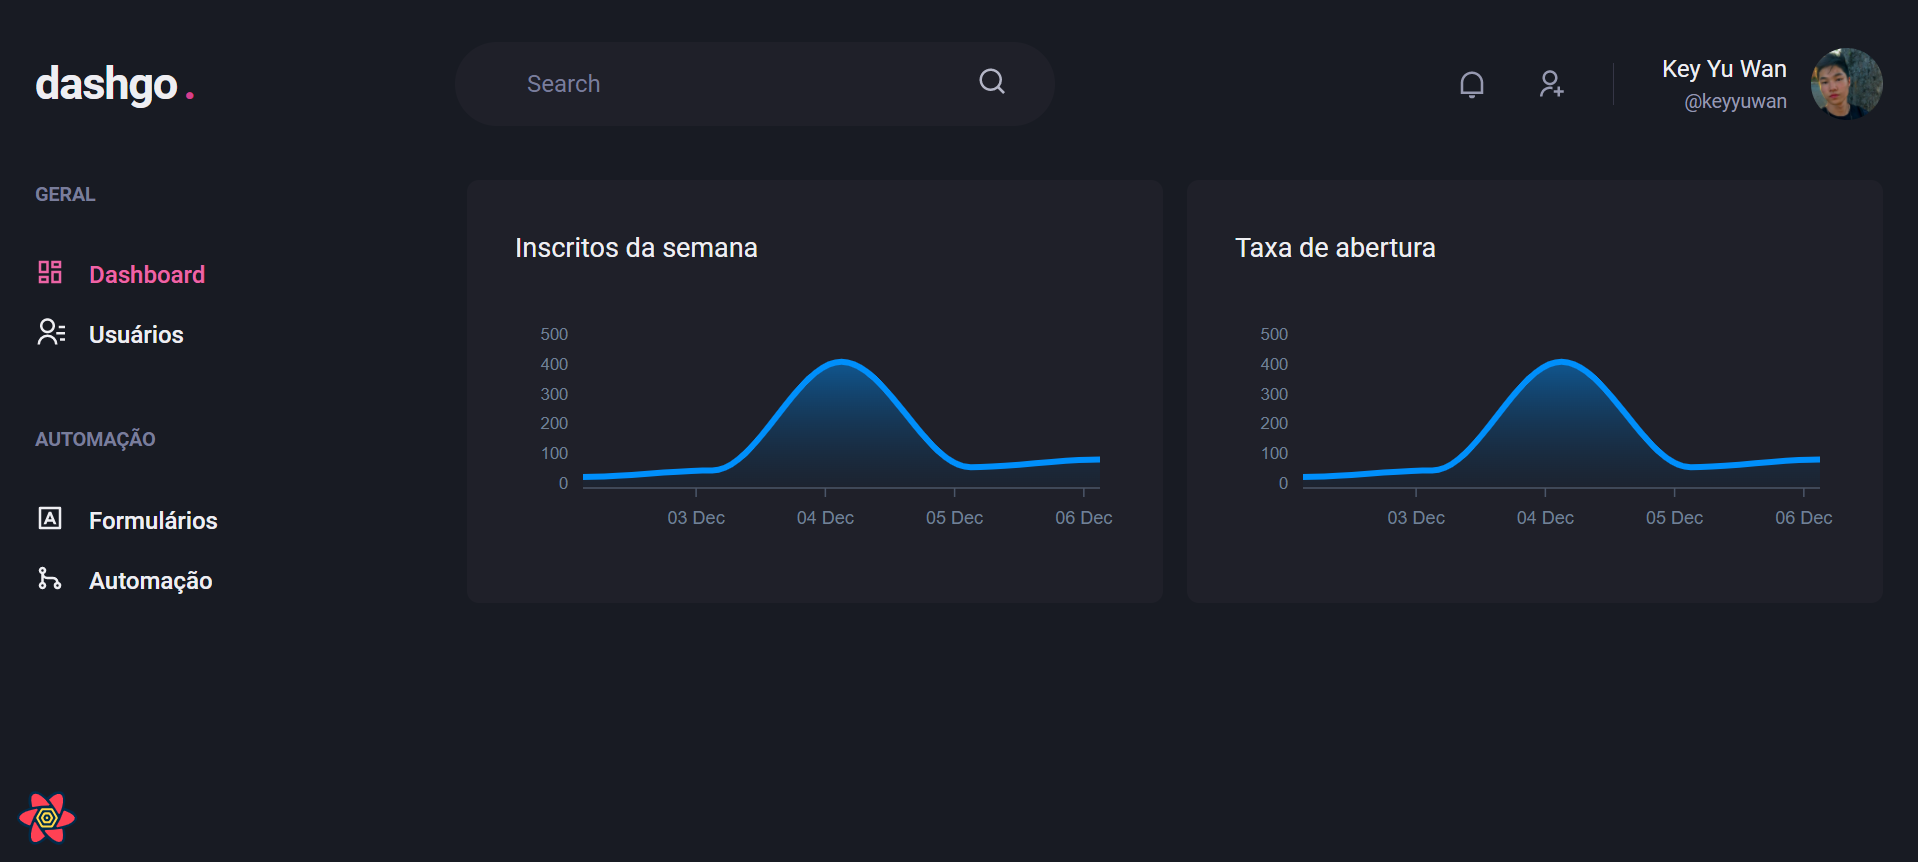 dashgo.
Search
Key Yu Wan
@keyyuwan
GERAL
Dashboard
Usuários
AUTOMAÇÃO
Formulários
Automação
Inscritos da semana
500
400
300
200
100
0
03 Dec 04 Dec 05 Dec 06 Dec
Taxa de abertura
500
400
300
200
100
0
03 Dec 04 Dec 05 Dec 06 Dec